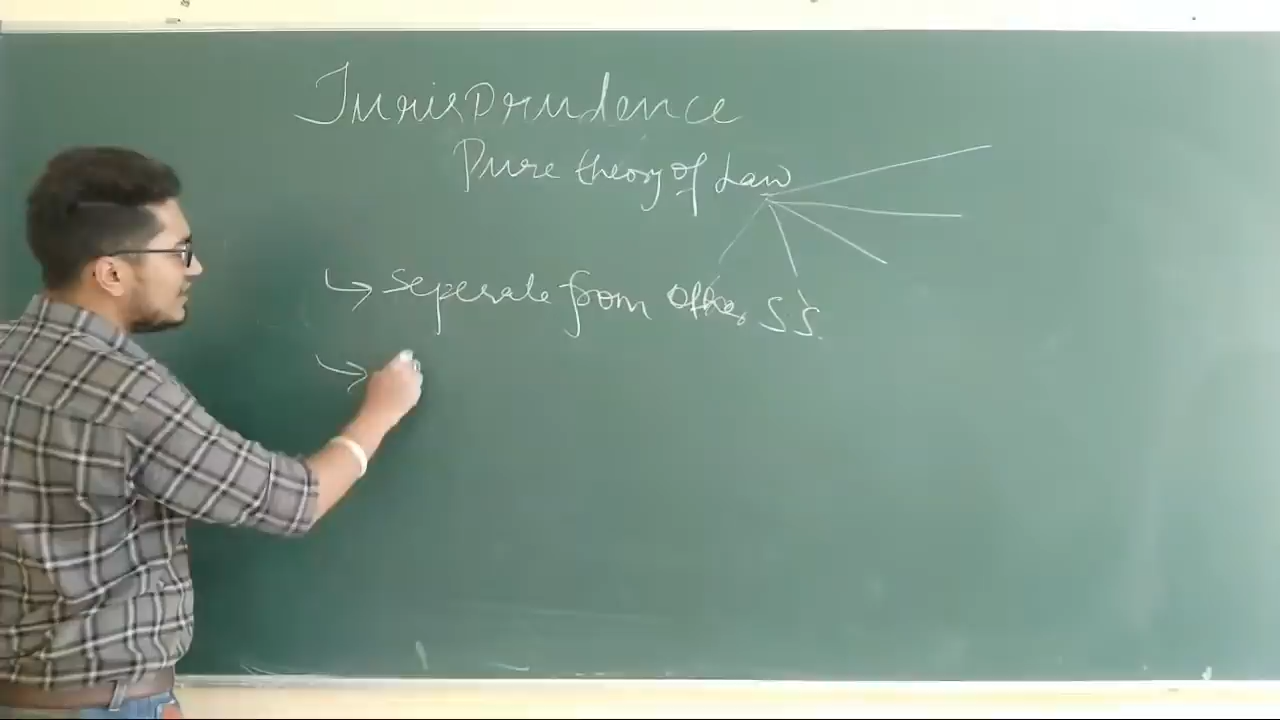 Jurisprudence
Pure theory of Law
→ seperate from other S.S.
→